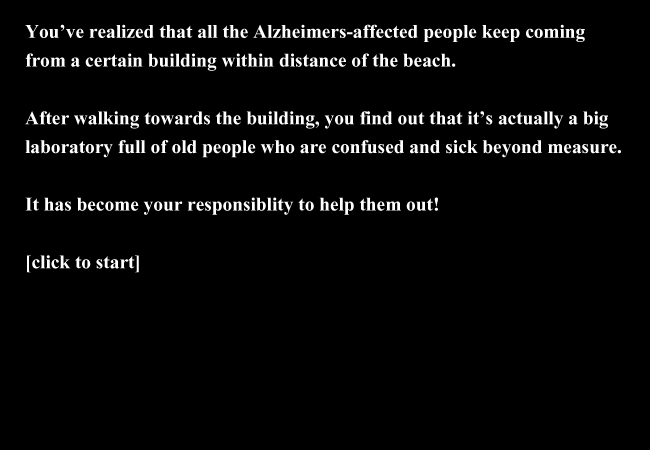 You’ve realized that all the Alzheimers-affected people keep coming
from a certain building within distance of the beach.
After walking towards the building, you find out that it’s actually a big
laboratory full of old people who are confused and sick beyond measure.
It has become your responsiblity to help them out!
[click to start]